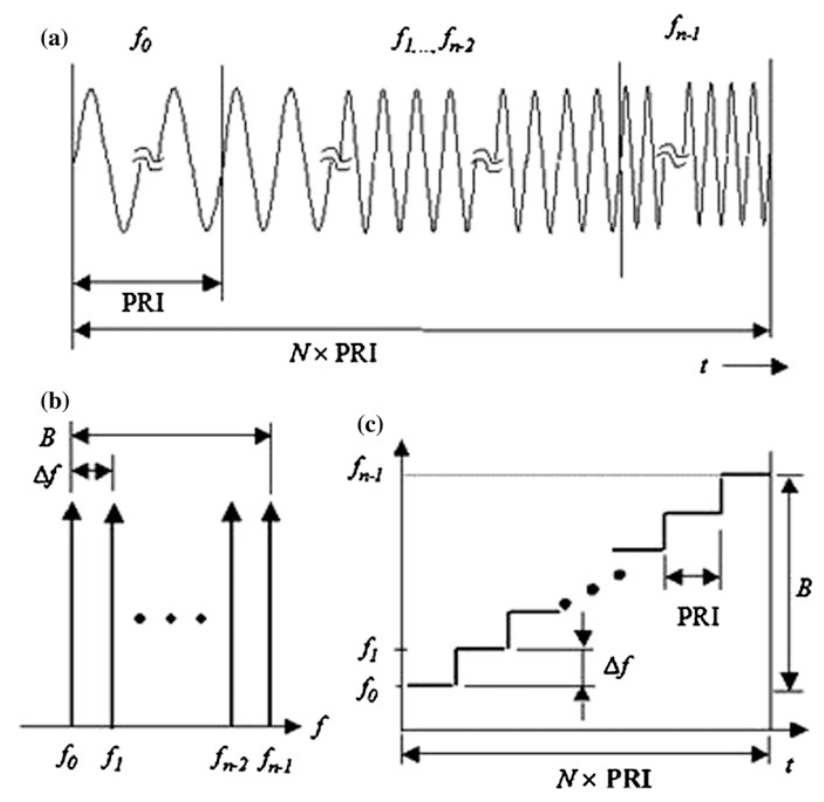 (a) f0 f1,...,fn-2 fn-1
PRI
N × PRI
t
(b)
B
Δf
f
f0 f1 fn-2 fn-1
(c)
fn-1
f1
f0
Δf
PRI
B
N × PRI
t